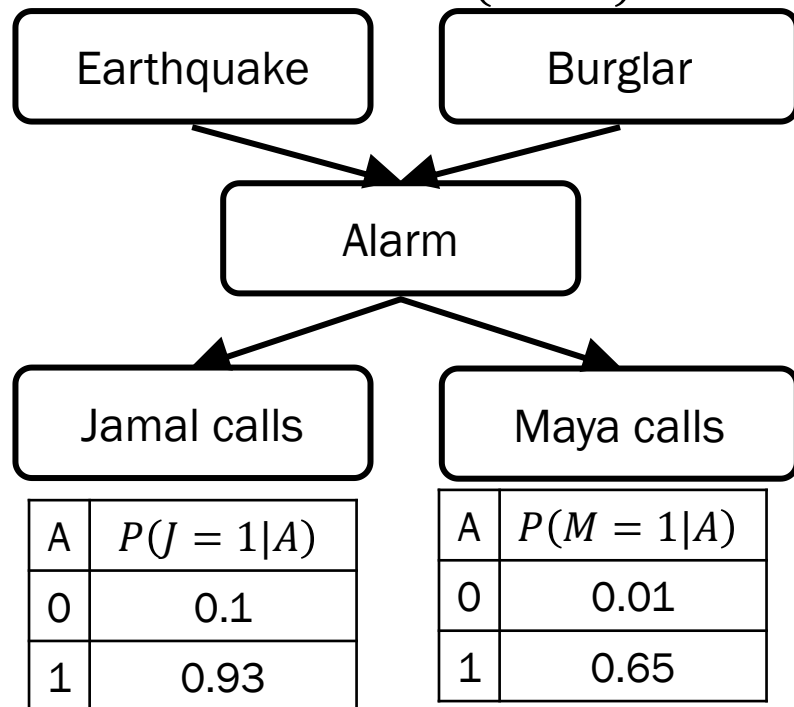 Earthquake
Burglar
Alarm
Jamal calls
Maya calls
A P(J = 1|A)
0 0.1
1 0.93
A P(M = 1|A)
0 0.01
1 0.65